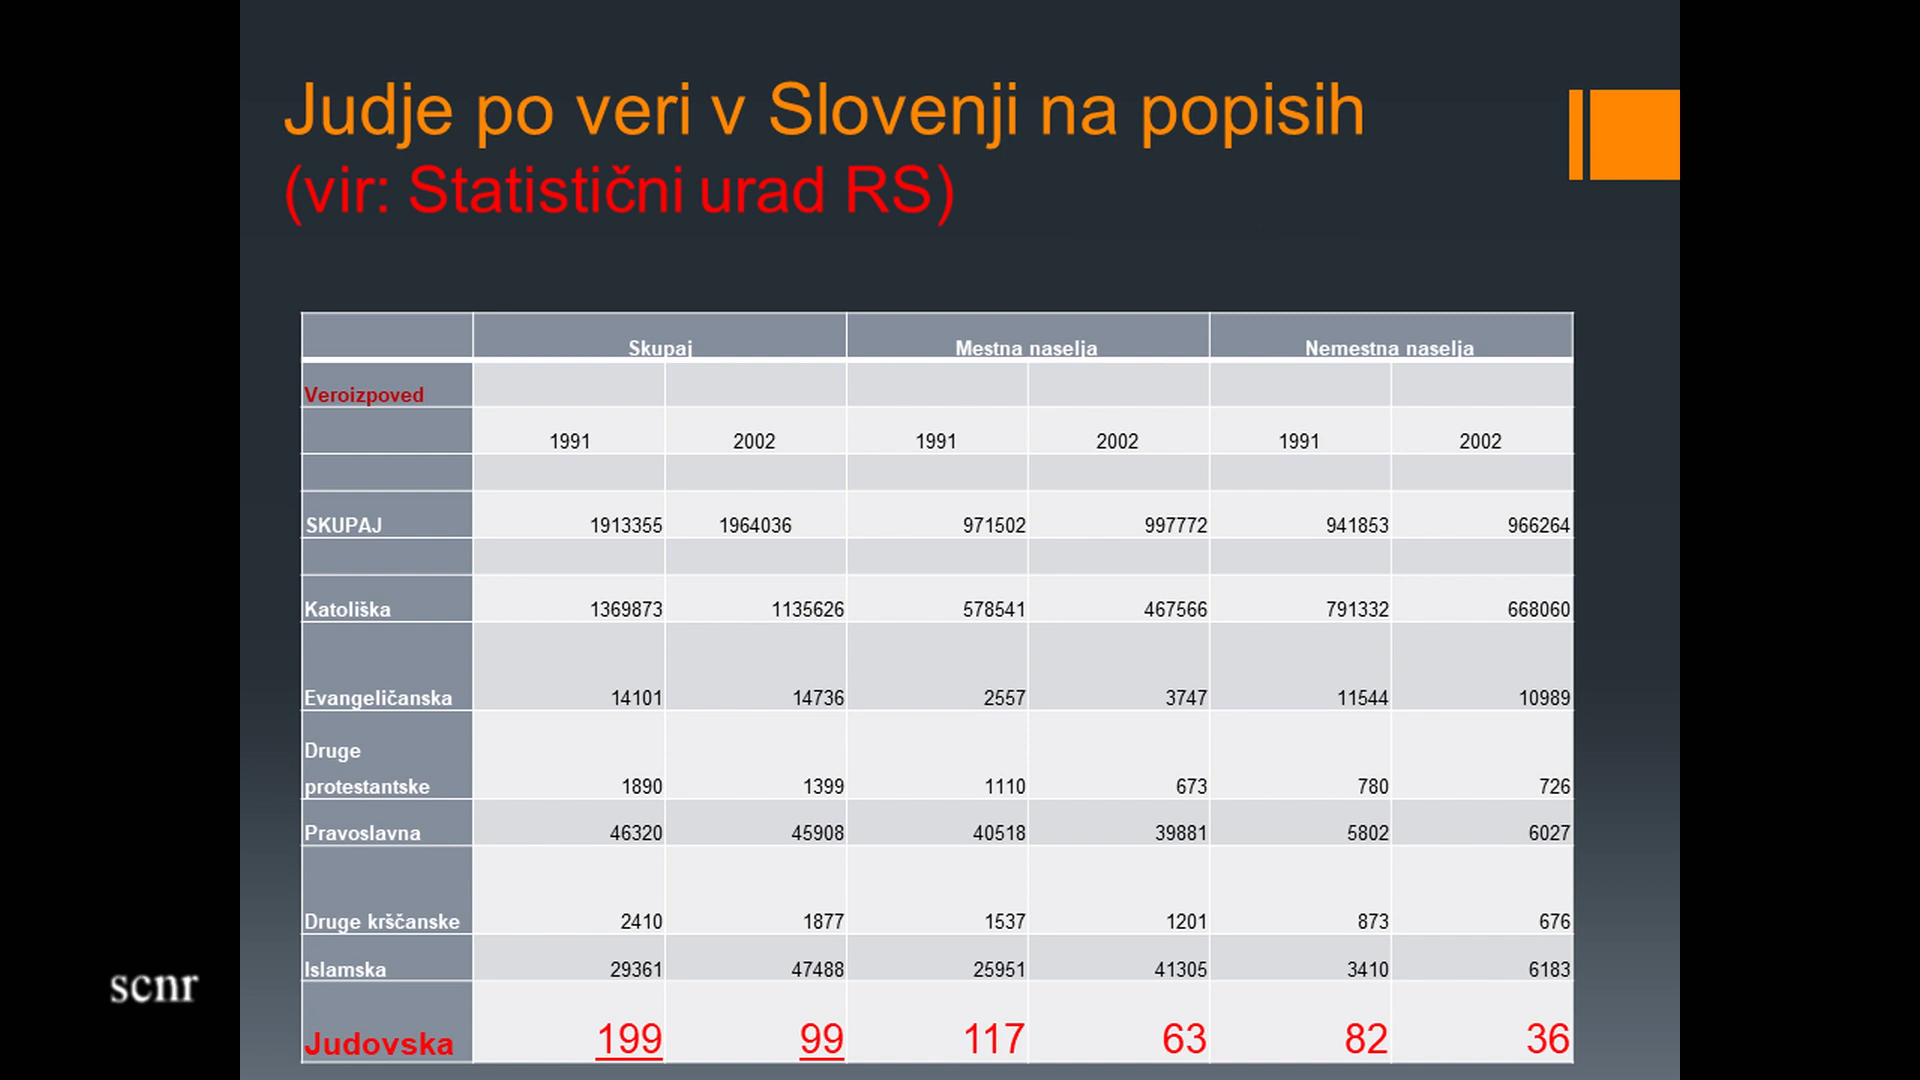 Judje po veri v Slovenji na popisih
(vir: Statistični urad RS)
Skupaj Mestna naselja Nemestna naselja
Veroizpoved
1991 2002 1991 2002 1991 2002
SKUPAJ 1913355 1964036 971502 997772 941853 966264
Katoliška 1369873 1135626 578541 467566 791332 668060
Evangeličanska 14101 14736 2557 3747 11544 10989
Druge
protestantske 1890 1399 1110 673 780 726
Pravoslavna 46320 45908 40518 39881 5802 6027
Druge krščanske 2410 1877 1537 1201 873 676
Islamska 29361 47488 25951 41305 3410 6183
Judovska 199 99 117 63 82 36
scnr